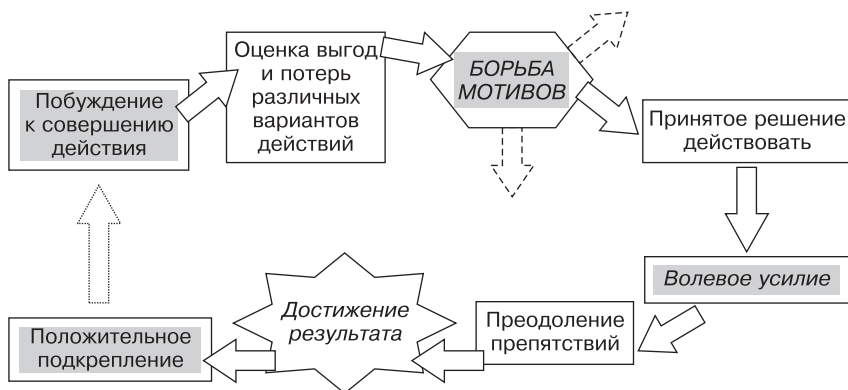 Побуждение
к совершению
действия
Оценка выгод
и потерь
различных
вариантов
действий
БОРЬБА
МОТИВОВ
Принятое решение
действовать
Волевое усилие
Преодоление
препятствий
Достижение
результата
Положительное
подкрепление